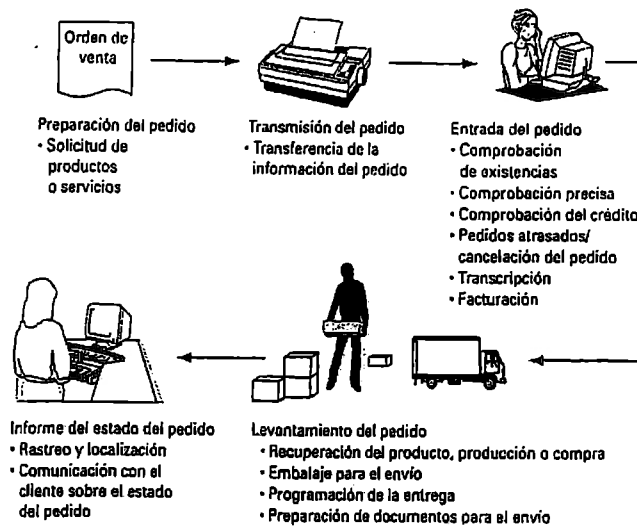 Orden de
venta
Preparación del pedido
• Solicitud de
productos
o servicios
Transmisión del pedido
• Transferencia de la
información del pedido
Entrada del pedido
• Comprobación
de existencias
• Comprobación precisa
• Comprobación del crédito
• Pedidos atrasados/
cancelación del pedido
• Transcripción
• Facturación
Informe del estado del pedido
• Rastreo y localización
• Comunicación con el
cliente sobre el estado
del pedido
Levantamiento del pedido
• Recuperación del producto, producción o compra
• Embalaje para el envío
• Programación de la entrega
• Preparación de documentos para el envío